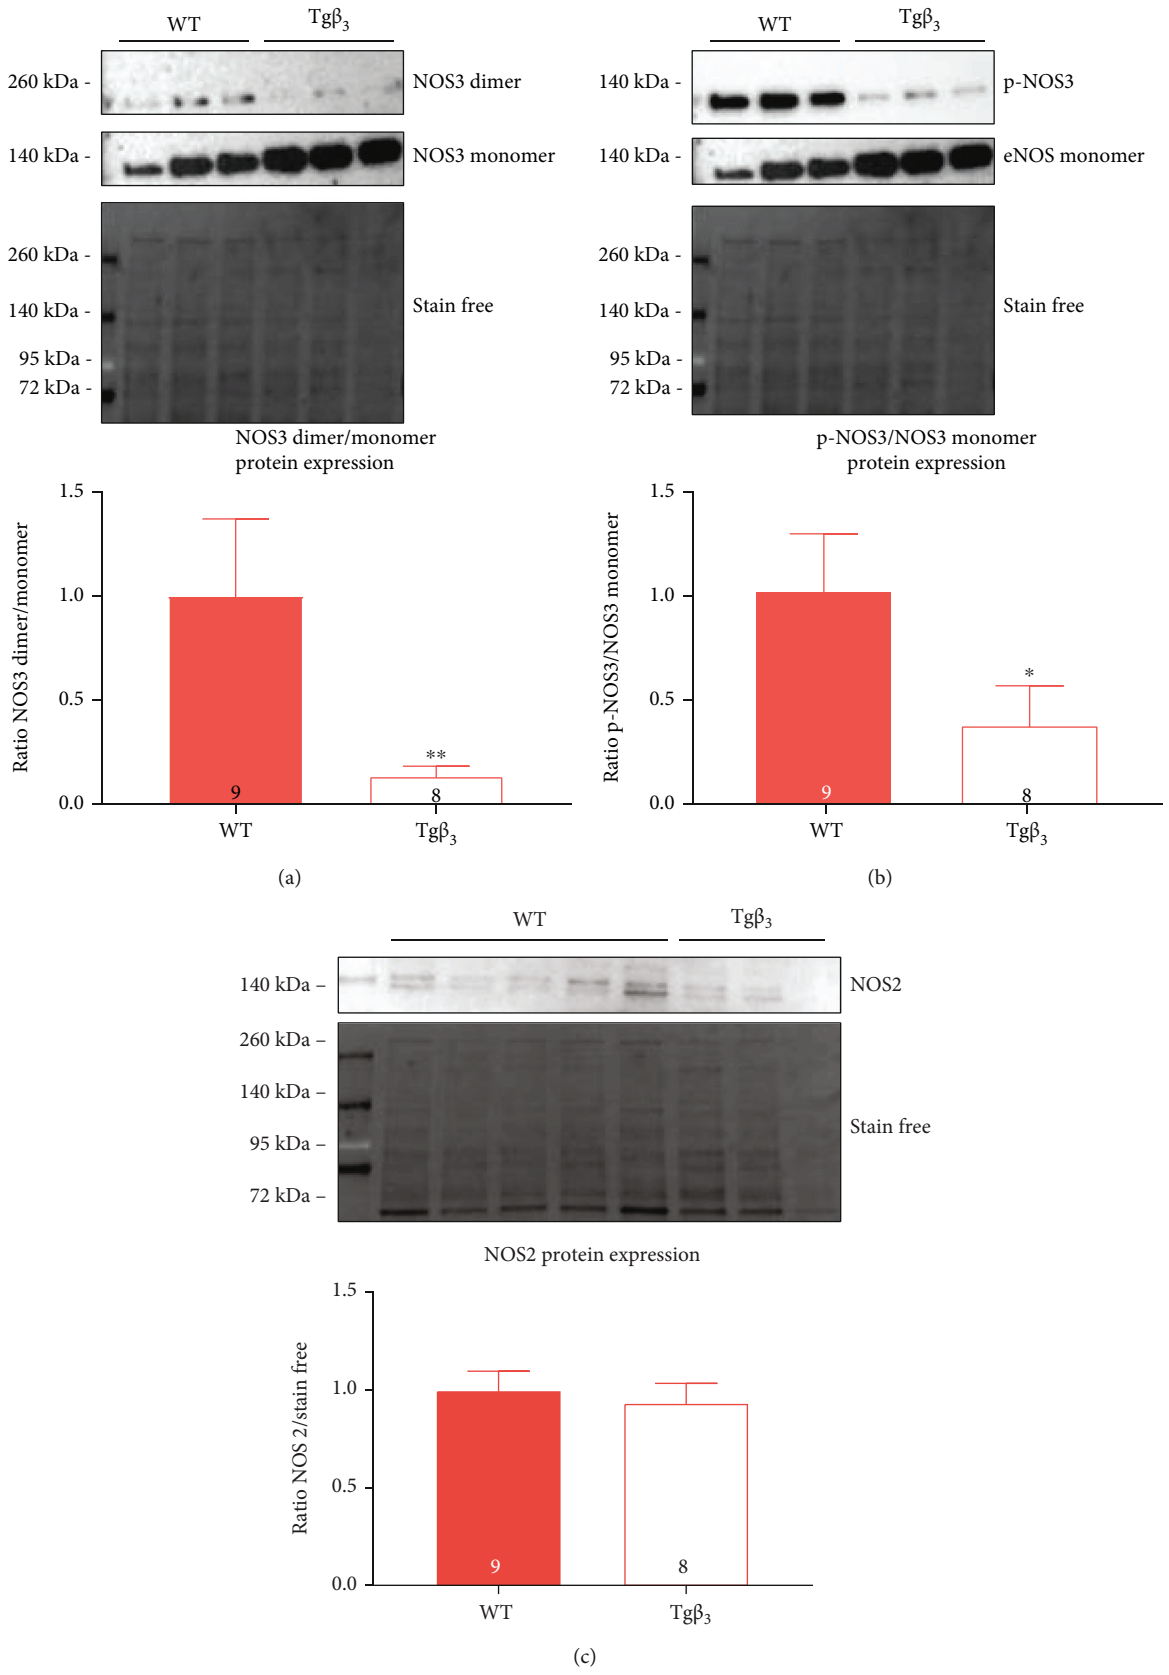 WT Tgβ3
260 kDa - NOS3 dimer
140 kDa - NOS3 monomer
260 kDa -
140 kDa - Stain free
95 kDa -
72 kDa -
NOS3 dimer/monomer
protein expression
Ratio NOS3 dimer/monomer
1.5
1.0
0.5
0.0
**
9 8
WT Tgβ3
(a)
WT Tgβ3
140 kDa - p-NOS3
140 kDa - eNOS monomer
260 kDa -
140 kDa - Stain free
95 kDa -
72 kDa -
p-NOS3/NOS3 monomer
protein expression
Ratio p-NOS3/NOS3 monomer
1.5
1.0
0.5
0.0
*
9 8
WT Tgβ3
(b)
WT Tgβ3
140 kDa – NOS2
260 kDa –
140 kDa –
Stain free
95 kDa –
72 kDa –
NOS2 protein expression
Ratio NOS 2/stain free
1.5
1.0
0.5
0.0
9 8
WT Tgβ3
(c)